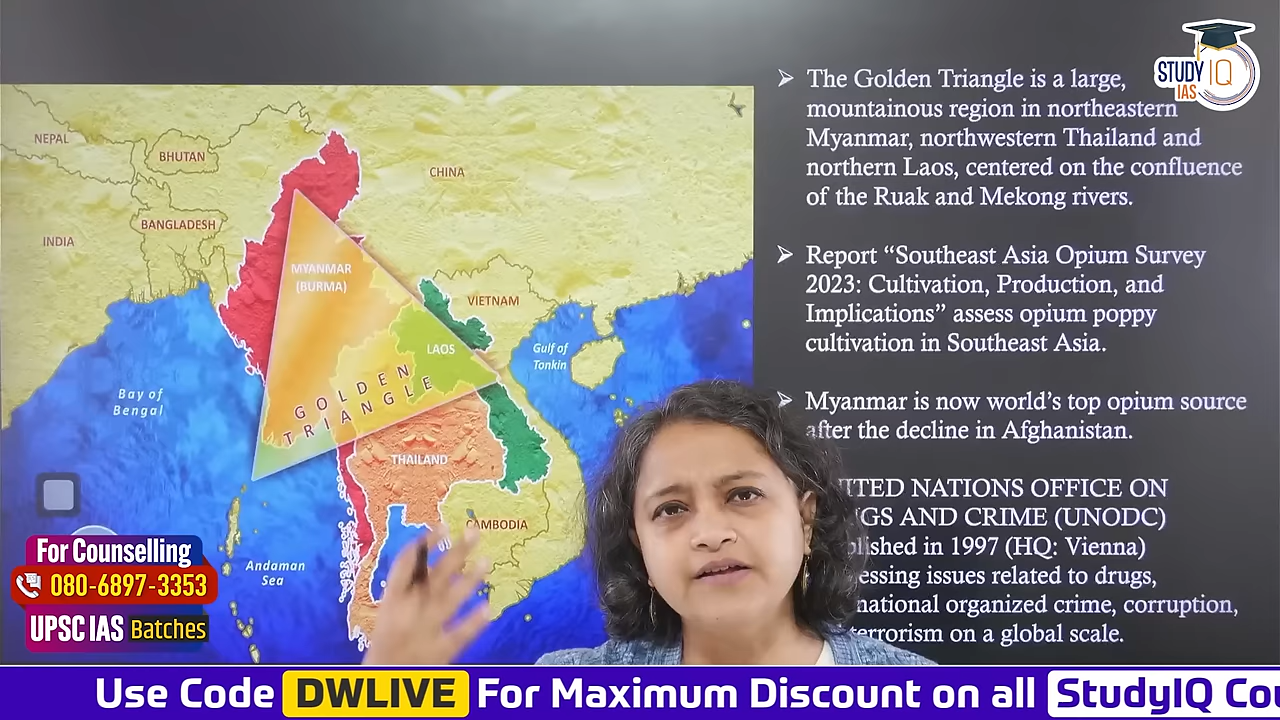 STUDY IQ
IAS
The Golden Triangle is a large,
mountainous region in northeastern
Myanmar, northwestern Thailand and
northern Laos, centered on the confluence
of the Ruak and Mekong rivers.
Report “Southeast Asia Opium Survey
2023: Cultivation, Production, and
Implications” assess opium poppy
cultivation in Southeast Asia.
Myanmar is now world’s top opium source
after the decline in Afghanistan.
NATIONS OFFICE ON
AND CRIME (UNODC)
in 1997 (HQ: Vienna)
issues related to drugs,
organized crime, corruption,
terrorism on a global scale.
NEPAL
BHUTAN
CHINA
BANGLADESH
INDIA
MYANMAR
(BURMA)
VIETNAM
LAOS
Gulf of
Tonkin
GOLDEN
TRIANGLE
Bay of
Bengal
THAILAND
CAMBODIA
Andaman
Sea
For Counselling
080-6897-3353
UPSC IAS Batches
Use Code DWLIVE For Maximum Discount on all StudyIQ